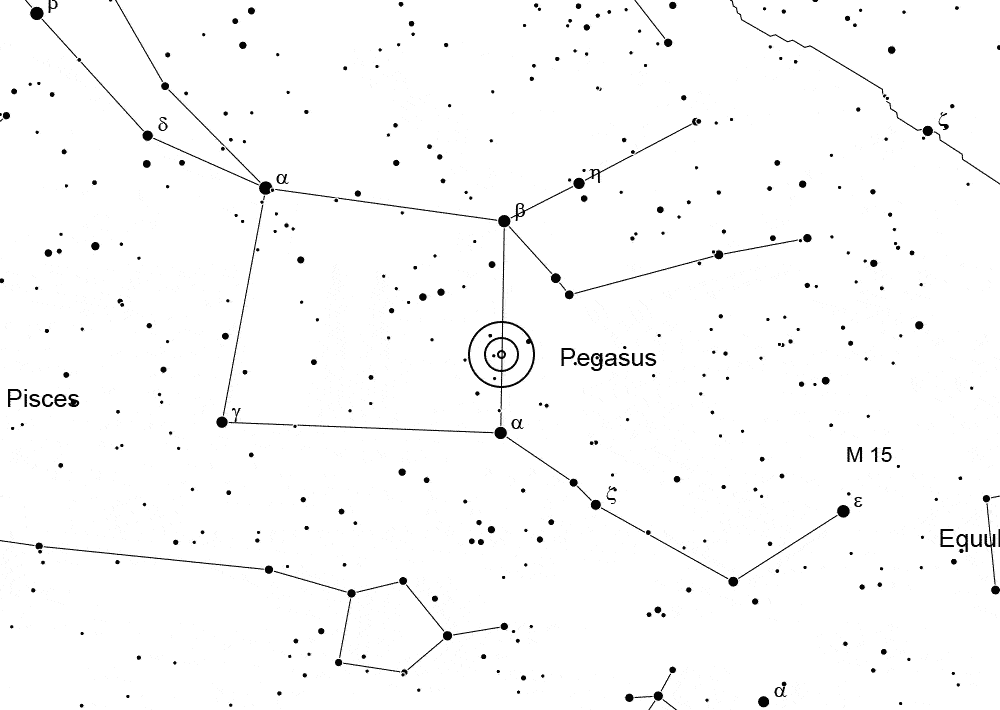 β
δ
α
ζ
η
β
Pegasus
Pisces
γ
α
M 15
ζ
ε
Equul
α